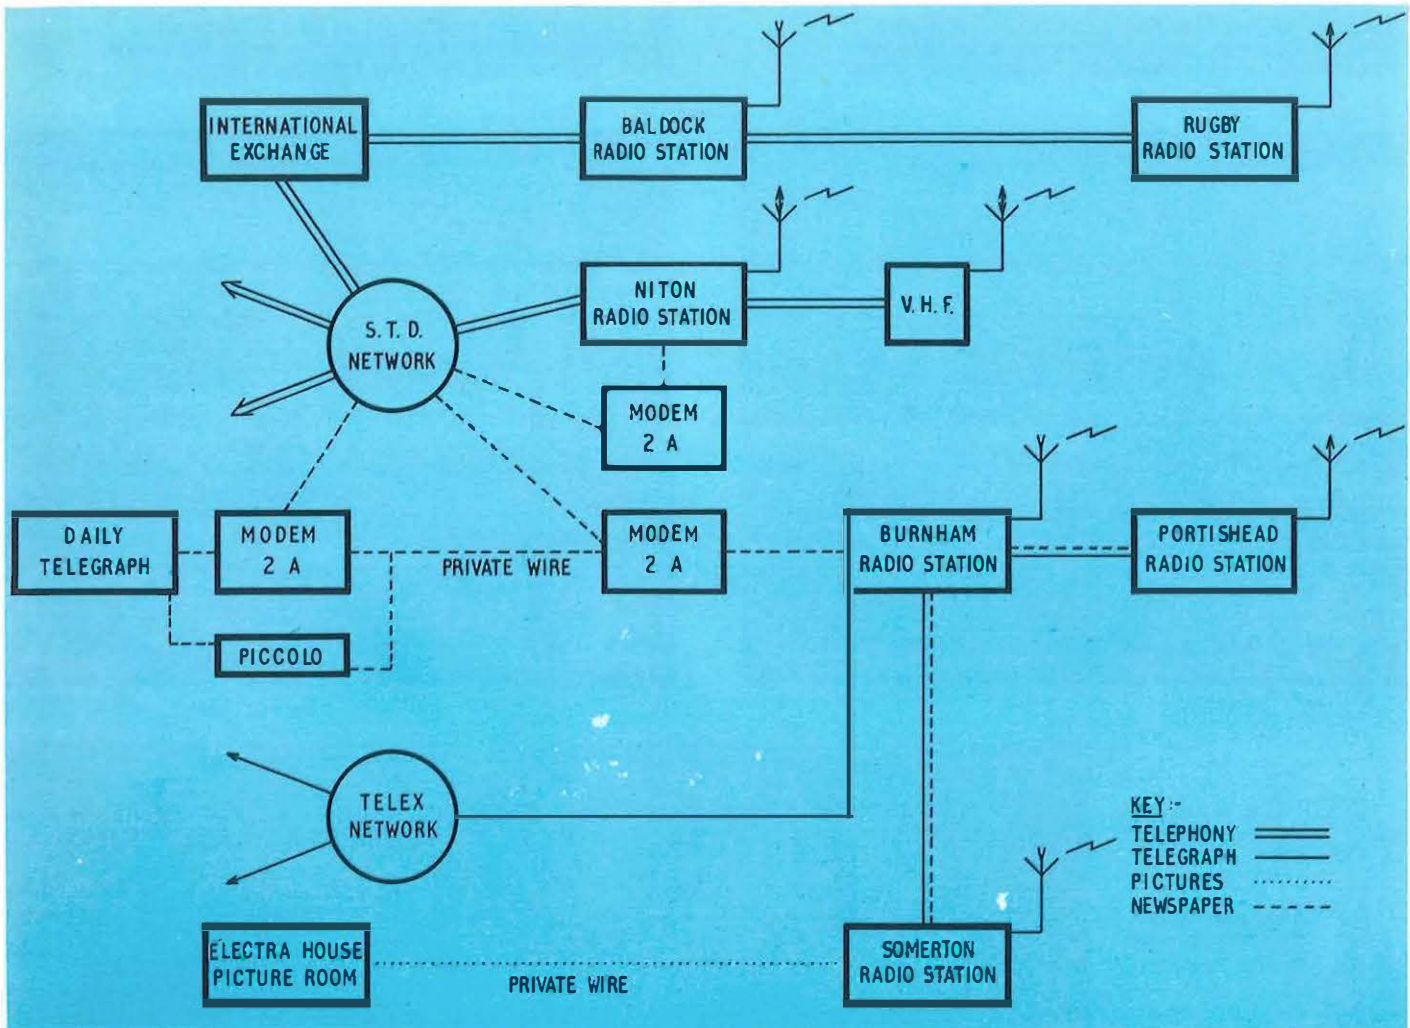 INTERNATIONAL
EXCHANGE
BALDOCK
RADIO STATION
RUGBY
RADIO STATION
S.T.D.
NETWORK
NITON
RADIO STATION
V.H.F.
MODEM
2 A
DAILY
TELEGRAPH
MODEM
2 A
PRIVATE WIRE
MODEM
2 A
BURNHAM
RADIO STATION
PORTISHEAD
RADIO STATION
PICCOLO
TELEX
NETWORK
KEY:-
TELEPHONY
TELEGRAPH
PICTURES
NEWSPAPER
ELECTRA HOUSE
PICTURE ROOM
PRIVATE WIRE
SOMERTON
RADIO STATION